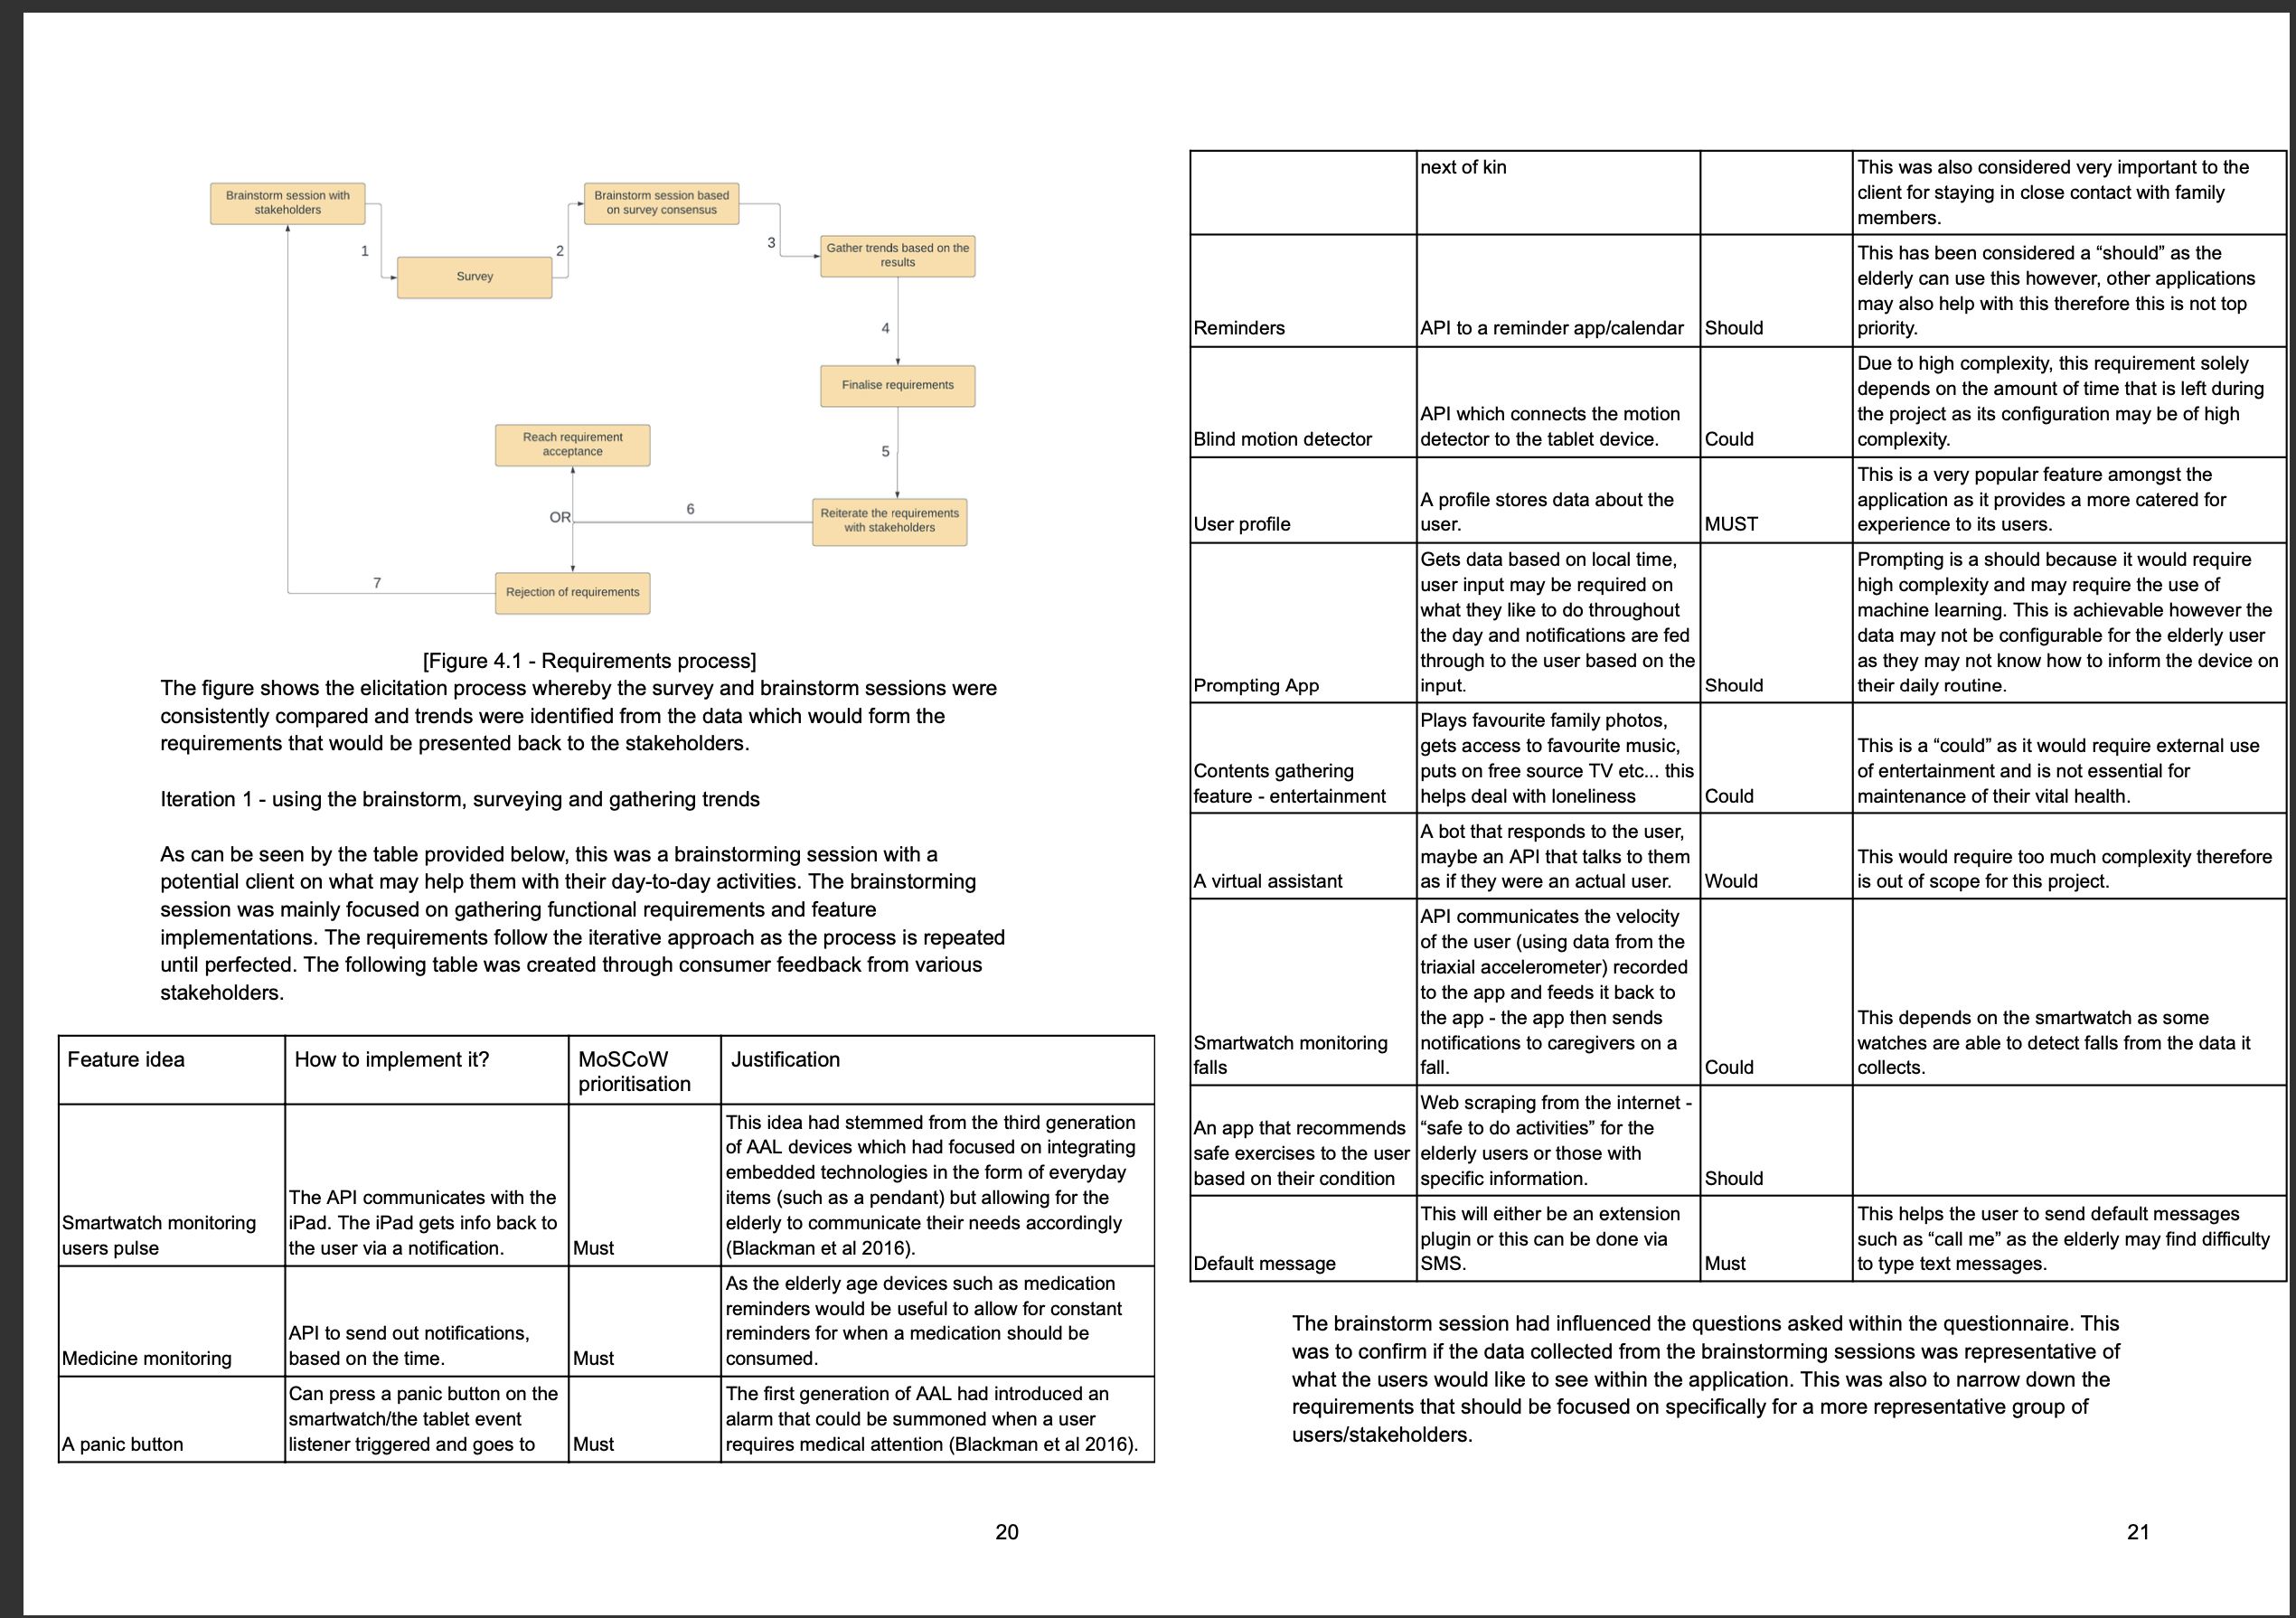 Brainstorm session with
stakeholders
1
Survey
2
Brainstorm session based
on survey consensus
3
Gather trends based on the
results
4
Finalise requirements
5
Reiterate the requirements
with stakeholders
6
OR
Reach requirement
acceptance
Rejection of requirements
7
[Figure 4.1 - Requirements process]
The figure shows the elicitation process whereby the survey and brainstorm sessions were
consistently compared and trends were identified from the data which would form the
requirements that would be presented back to the stakeholders.
Iteration 1 - using the brainstorm, surveying and gathering trends
As can be seen by the table provided below, this was a brainstorming session with a
potential client on what may help them with their day-to-day activities. The brainstorming
session was mainly focused on gathering functional requirements and feature
implementations. The requirements follow the iterative approach as the process is repeated
until perfected. The following table was created through consumer feedback from various
stakeholders.
Feature idea
How to implement it?
MoSCoW
prioritisation
Justification
Smartwatch monitoring
users pulse
The API communicates with the
iPad. The iPad gets info back to
the user via a notification.
Must
This idea had stemmed from the third generation
of AAL devices which had focused on integrating
embedded technologies in the form of everyday
items (such as a pendant) but allowing for the
elderly to communicate their needs accordingly
(Blackman et al 2016).
Medicine monitoring
API to send out notifications,
based on the time.
Must
As the elderly age devices such as medication
reminders would be useful to allow for constant
reminders for when a medication should be
consumed.
A panic button
Can press a panic button on the
smartwatch/the tablet event
listener triggered and goes to
Must
The first generation of AAL had introduced an
alarm that could be summoned when a user
requires medical attention (Blackman et al 2016).
20
next of kin
This was also considered very important to the
client for staying in close contact with family
members.
Reminders
API to a reminder app/calendar
Should
This has been considered a “should” as the
elderly can use this however, other applications
may also help with this therefore this is not top
priority.
Blind motion detector
API which connects the motion
detector to the tablet device.
Could
Due to high complexity, this requirement solely
depends on the amount of time that is left during
the project as its configuration may be of high
complexity.
User profile
A profile stores data about the
user.
MUST
This is a very popular feature amongst the
application as it provides a more catered for
experience to its users.
Prompting App
Gets data based on local time,
user input may be required on
what they like to do throughout
the day and notifications are fed
through to the user based on the
input.
Should
Prompting is a should because it would require
high complexity and may require the use of
machine learning. This is achievable however the
data may not be configurable for the elderly user
as they may not know how to inform the device on
their daily routine.
Contents gathering
feature - entertainment
Plays favourite family photos,
gets access to favourite music,
puts on free source TV etc... this
helps deal with loneliness
Could
This is a “could” as it would require external use
of entertainment and is not essential for
maintenance of their vital health.
A virtual assistant
A bot that responds to the user,
maybe an API that talks to them
as if they were an actual user.
Would
This would require too much complexity therefore
is out of scope for this project.
Smartwatch monitoring
falls
API communicates the velocity
of the user (using data from the
triaxial accelerometer) recorded
to the app and feeds it back to
the app - the app then sends
notifications to caregivers on a
fall.
Could
This depends on the smartwatch as some
watches are able to detect falls from the data it
collects.
An app that recommends
safe exercises to the user
based on their condition
Web scraping from the internet -
“safe to do activities” for the
elderly users or those with
specific information.
Should
Default message
This will either be an extension
plugin or this can be done via
SMS.
Must
This helps the user to send default messages
such as “call me” as the elderly may find difficulty
to type text messages.
The brainstorm session had influenced the questions asked within the questionnaire. This
was to confirm if the data collected from the brainstorming sessions was representative of
what the users would like to see within the application. This was also to narrow down the
requirements that should be focused on specifically for a more representative group of
users/stakeholders.
21